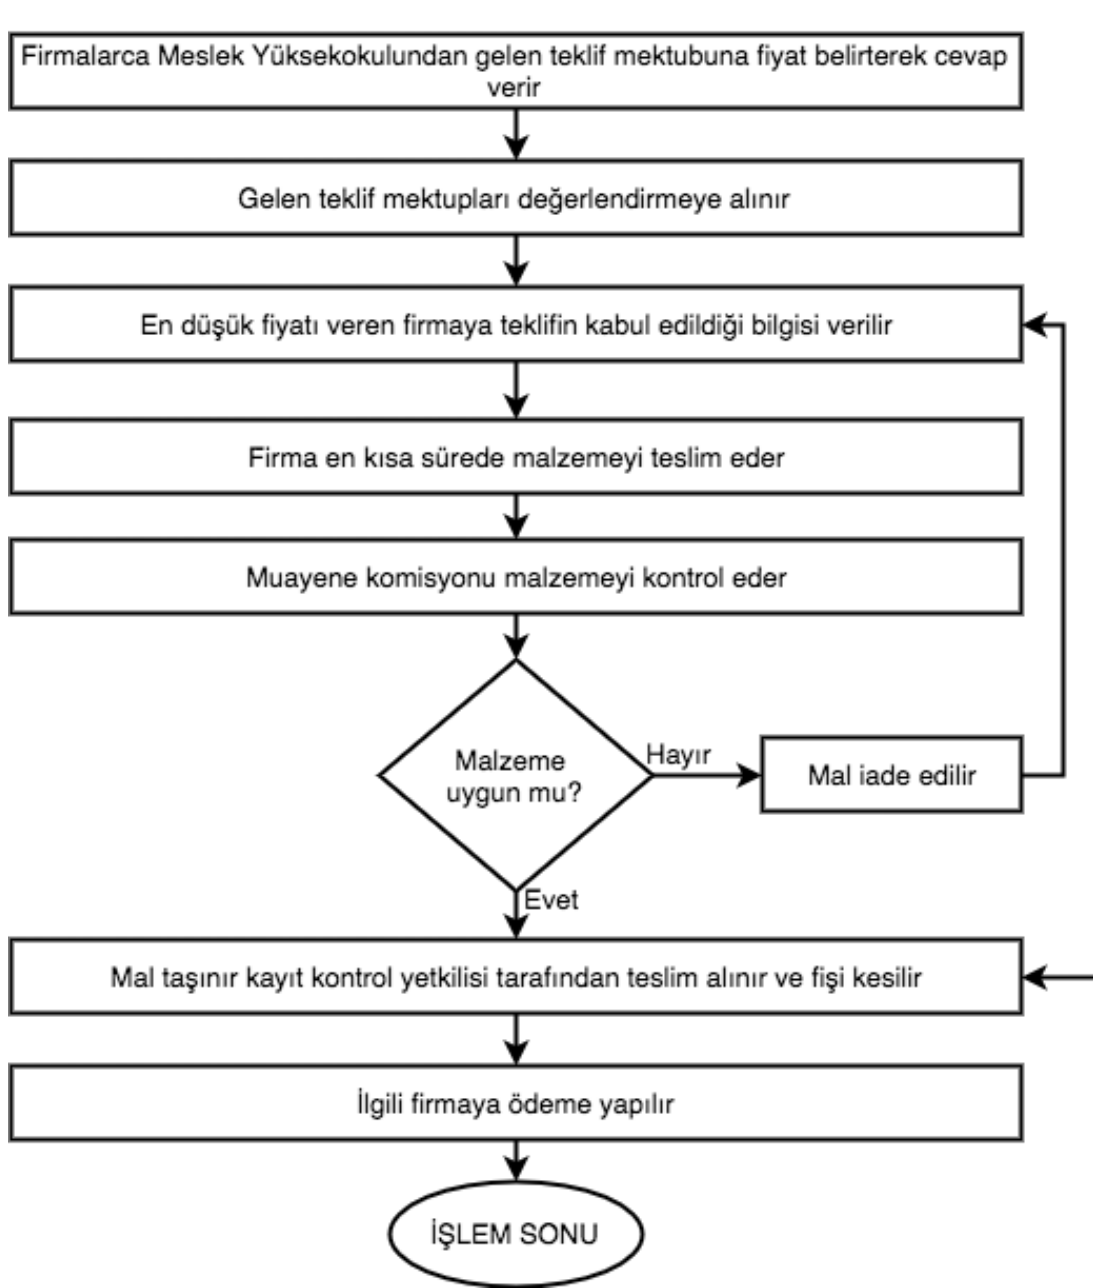 Firmalarca Meslek Yüksekokulundan gelen teklif mektubuna fiyat belirterek cevap
verir
Gelen teklif mektupları değerlendirmeye alınır
En düşük fiyatı veren firmaya teklifin kabul edildiği bilgisi verilir
Firma en kısa sürede malzemeyi teslim eder
Muayene komisyonu malzemeyi kontrol eder
Malzeme
uygun mu?
Hayır
Mal iade edilir
Evet
Mal taşınır kayıt kontrol yetkilisi tarafından teslim alınır ve fişi kesilir
İlgili firmaya ödeme yapılır
İŞLEM SONU